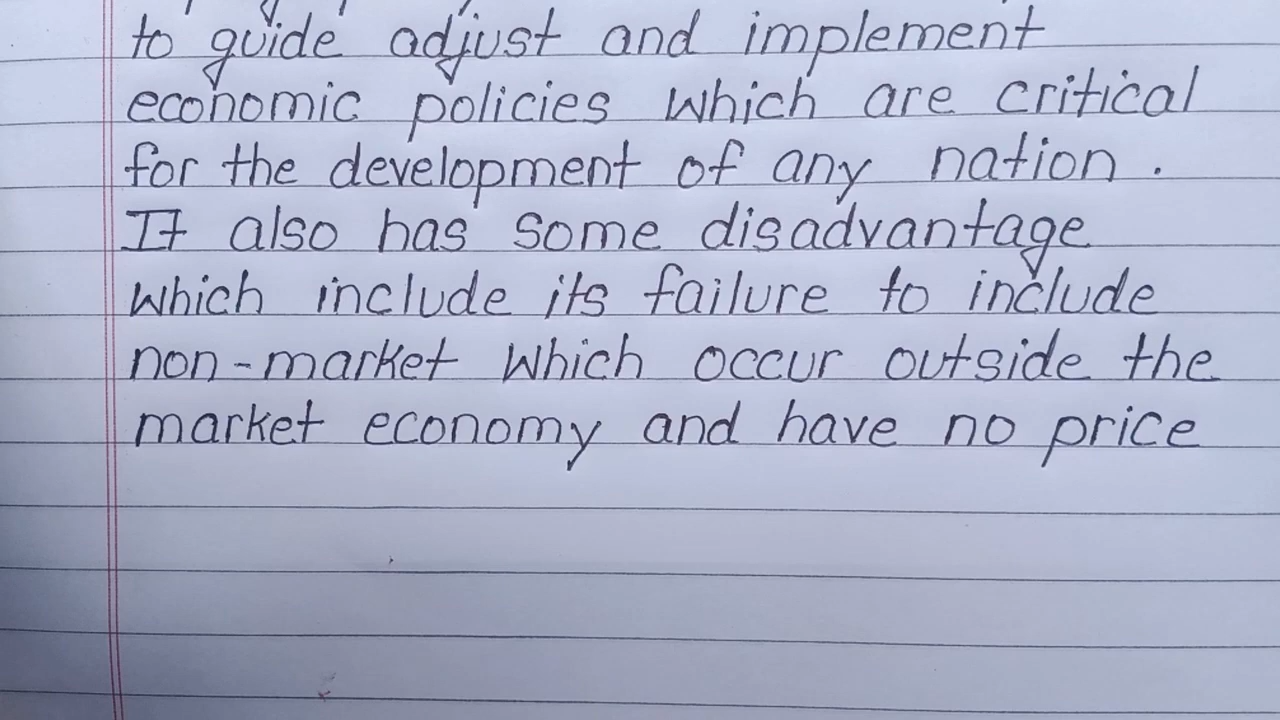 to guide adjust and implement
economic policies which are critical
for the development of any nation.
It also has some disadvantage
which include its failure to include
non-market which occur outside the
market economy and have no price